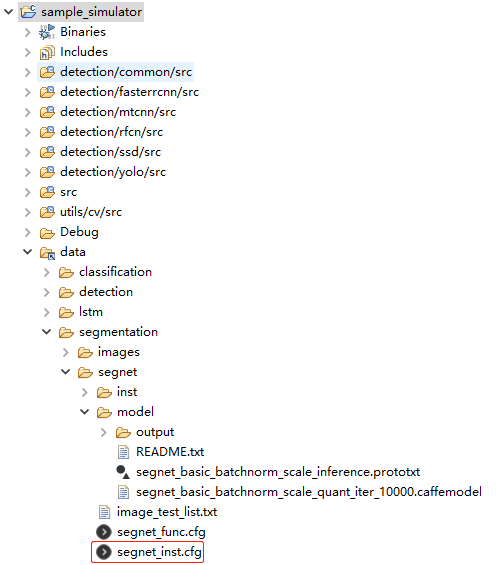 sample_simulator
Binaries
Includes
detection/common/src
detection/fasterrcnn/src
detection/mtcnn/src
detection/rfcn/src
detection/ssd/src
detection/yolo/src
src
utils/cv/src
Debug
data
classification
detection
lstm
segmentation
images
segnet
inst
model
output
README.txt
segnet_basic_batchnorm_scale_inference.prototxt
segnet_basic_batchnorm_scale_quant_iter_10000.caffemodel
image_test_list.txt
segnet_func.cfg
segnet_inst.cfg